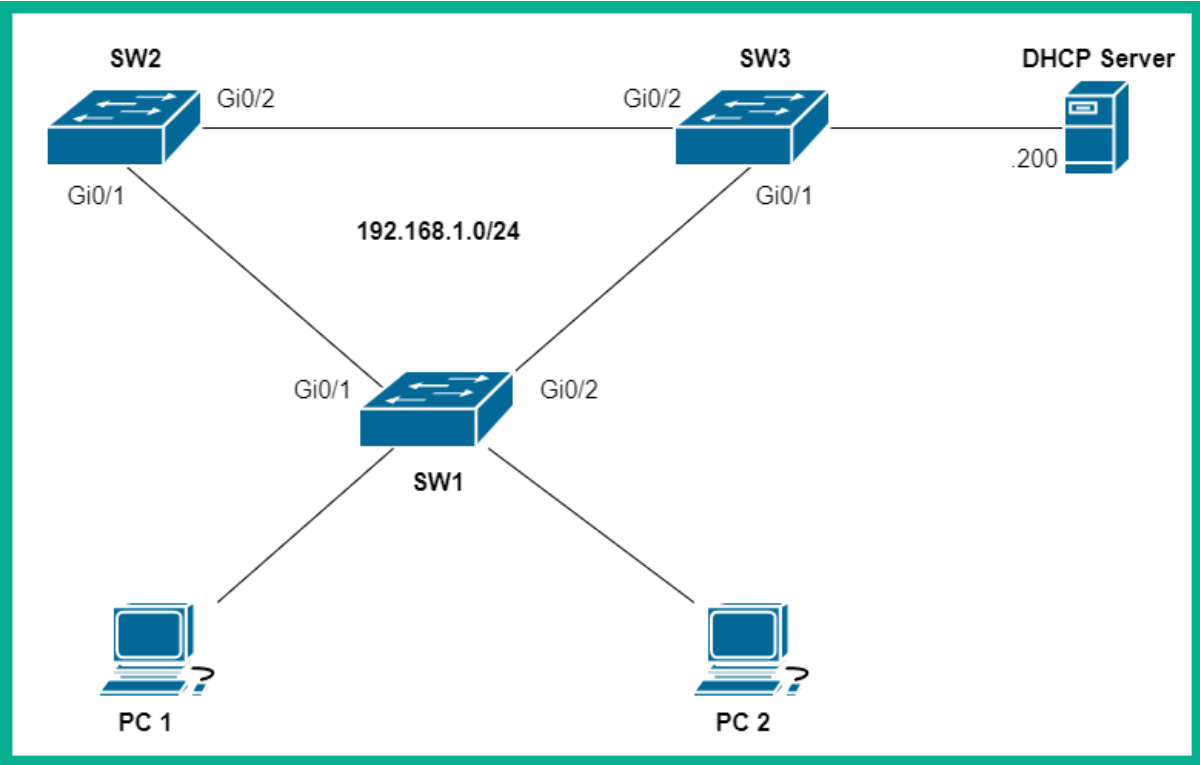 SW2
SW3
DHCP Server
Gi0/2
Gi0/2
.200
Gi0/1
Gi0/1
192.168.1.0/24
Gi0/1
Gi0/2
SW1
PC 1
PC 2